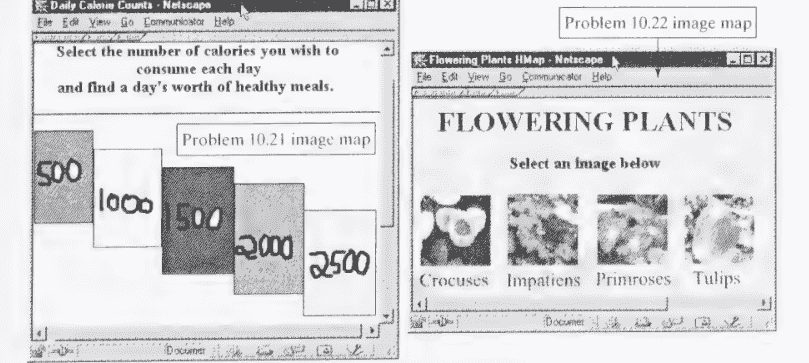 Daily Calorie Counts - Netscape
File Edit View Go Communicator Help
Select the number of calories you wish to
consume each day
and find a day's worth of healthy meals.
Problem 10.21 image map
500
1000
1500
2000
2500
Document
Problem 10.22 image map
Flowering Plants HMap - Netscape
File Edit View Go Communicator Help
FLOWERING PLANTS
Select an image below
Crocuses Impatiens Primroses Tulips
Document